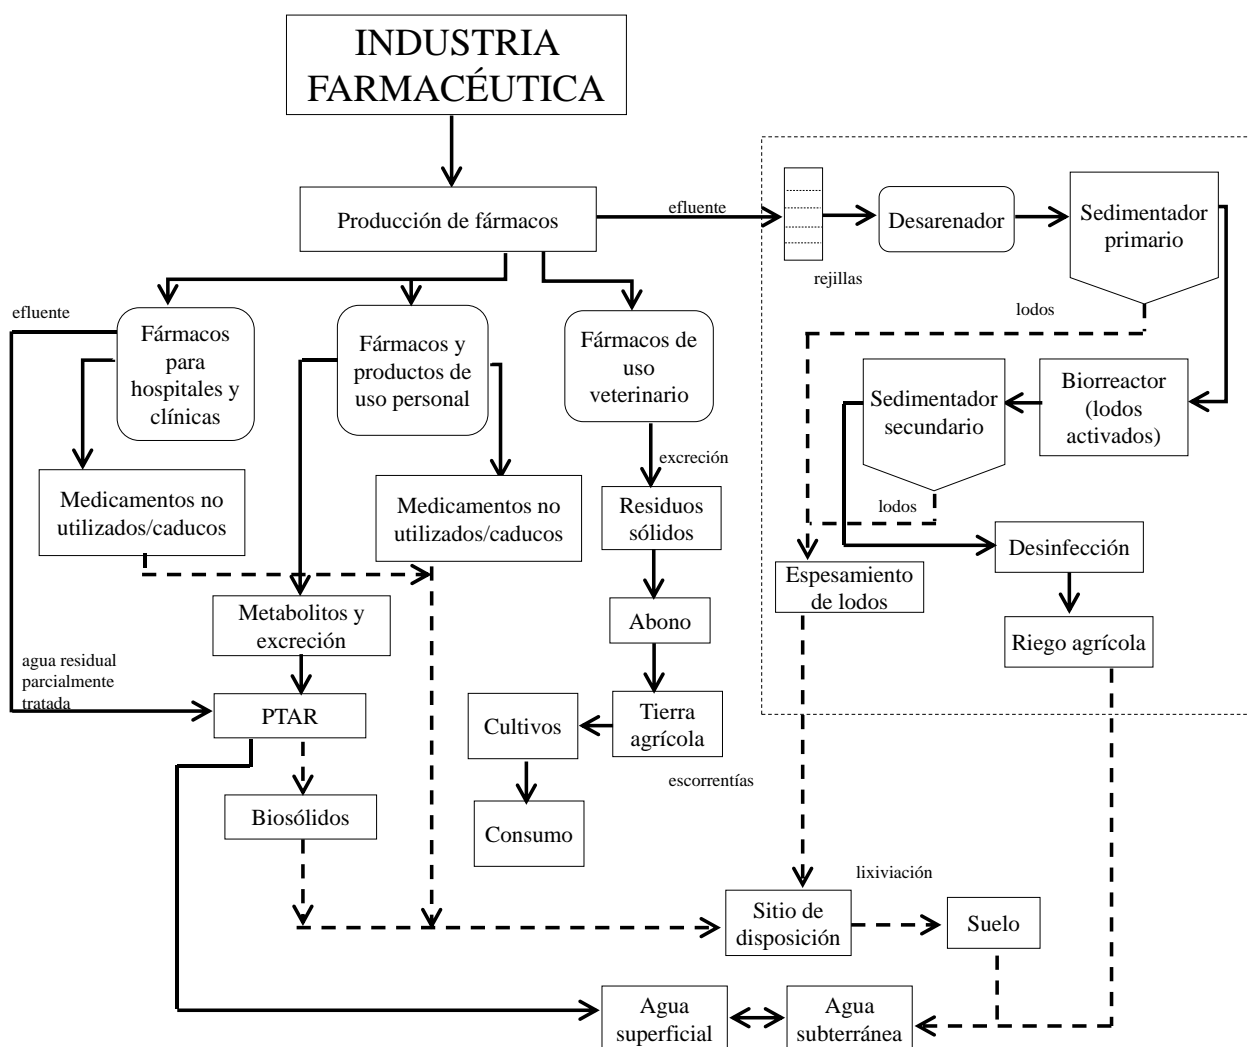 INDUSTRIA
FARMACÉUTICA
Producción de fármacos
efluente
rejillas
Desarenador
Sedimentador
primario
lodos
efluente
Fármacos
para
hospitales y
clínicas
Fármacos y
productos de
uso personal
Fármacos de
uso
veterinario
Sedimentador
secundario
Biorreactor
(lodos
activados)
excreción
lodos
Medicamentos no
utilizados/caducos
Medicamentos no
utilizados/caducos
Residuos
sólidos
Desinfección
Espesamiento
de lodos
Metabolitos y
excreción
Abono
Riego agrícola
agua residual
parcialmente
tratada
PTAR
Cultivos
Tierra
agrícola
escorrentías
Biosólidos
Consumo
lixiviación
Sitio de
disposición
Suelo
Agua
superficial
Agua
subterránea